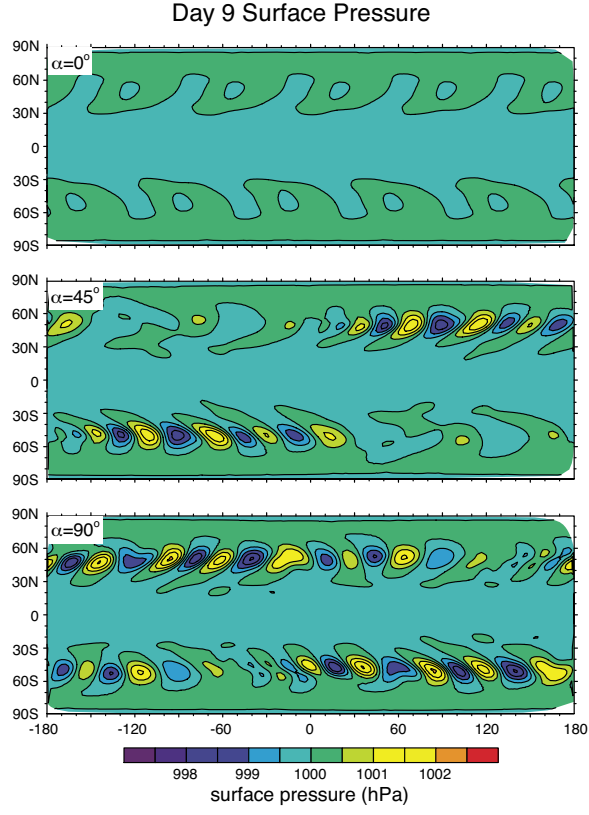 Day 9 Surface Pressure
90N
α=0°
60N
30N
0
30S
60S
90S
90N
α=45°
60N
30N
0
30S
60S
90S
90N
α=90°
60N
30N
0
30S
60S
90S
-180 -120 -60 0 60 120 180
998 999 1000 1001 1002
surface pressure (hPa)